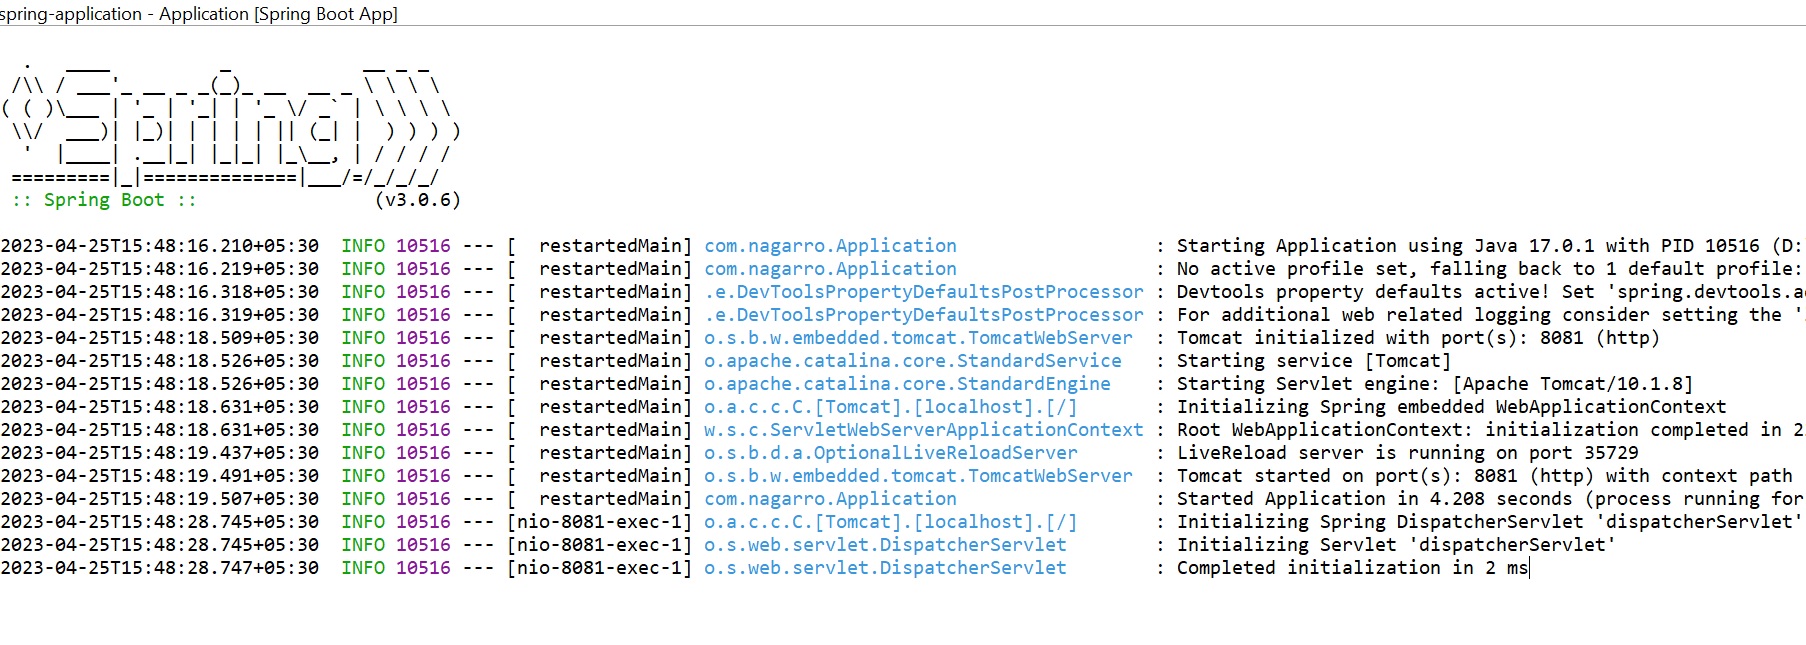 spring-application - Application [Spring Boot App]
  .   ____          _            __ _ _
 /\\ / ___'_ __ _ _(_)_ __  __ _ \ \ \ \
( ( )\___ | '_ | '_| | '_ \/ _` | \ \ \ \
 \\/  ___)| |_)| | | | | || (_| |  ) ) ) )
  '  |____| .__|_| |_|_| |_\__, | / / / /
 =========|_|==============|___/=/_/_/_/
 :: Spring Boot ::                (v3.0.6)
2023-04-25T15:48:16.210+05:30  INFO 10516 --- [  restartedMain] com.nagarro.Application                  : Starting Application using Java 17.0.1 with PID 10516 (D:
2023-04-25T15:48:16.219+05:30  INFO 10516 --- [  restartedMain] com.nagarro.Application                  : No active profile set, falling back to 1 default profile:
2023-04-25T15:48:16.318+05:30  INFO 10516 --- [  restartedMain] .e.DevToolsPropertyDefaultsPostProcessor : Devtools property defaults active! Set 'spring.devtools.a
2023-04-25T15:48:16.319+05:30  INFO 10516 --- [  restartedMain] .e.DevToolsPropertyDefaultsPostProcessor : For additional web related logging consider setting the '
2023-04-25T15:48:18.509+05:30  INFO 10516 --- [  restartedMain] o.s.b.w.embedded.tomcat.TomcatWebServer  : Tomcat initialized with port(s): 8081 (http)
2023-04-25T15:48:18.526+05:30  INFO 10516 --- [  restartedMain] o.apache.catalina.core.StandardService   : Starting service [Tomcat]
2023-04-25T15:48:18.526+05:30  INFO 10516 --- [  restartedMain] o.apache.catalina.core.StandardEngine    : Starting Servlet engine: [Apache Tomcat/10.1.8]
2023-04-25T15:48:18.631+05:30  INFO 10516 --- [  restartedMain] o.a.c.c.C.[Tomcat].[localhost].[/]       : Initializing Spring embedded WebApplicationContext
2023-04-25T15:48:18.631+05:30  INFO 10516 --- [  restartedMain] w.s.c.ServletWebServerApplicationContext : Root WebApplicationContext: initialization completed in 2
2023-04-25T15:48:19.437+05:30  INFO 10516 --- [  restartedMain] o.s.b.d.a.OptionalLiveReloadServer       : LiveReload server is running on port 35729
2023-04-25T15:48:19.491+05:30  INFO 10516 --- [  restartedMain] o.s.b.w.embedded.tomcat.TomcatWebServer  : Tomcat started on port(s): 8081 (http) with context path
2023-04-25T15:48:19.507+05:30  INFO 10516 --- [  restartedMain] com.nagarro.Application                  : Started Application in 4.208 seconds (process running for
2023-04-25T15:48:28.745+05:30  INFO 10516 --- [nio-8081-exec-1] o.a.c.c.C.[Tomcat].[localhost].[/]       : Initializing Spring DispatcherServlet 'dispatcherServlet'
2023-04-25T15:48:28.745+05:30  INFO 10516 --- [nio-8081-exec-1] o.s.web.servlet.DispatcherServlet        : Initializing Servlet 'dispatcherServlet'
2023-04-25T15:48:28.747+05:30  INFO 10516 --- [nio-8081-exec-1] o.s.web.servlet.DispatcherServlet        : Completed initialization in 2 ms